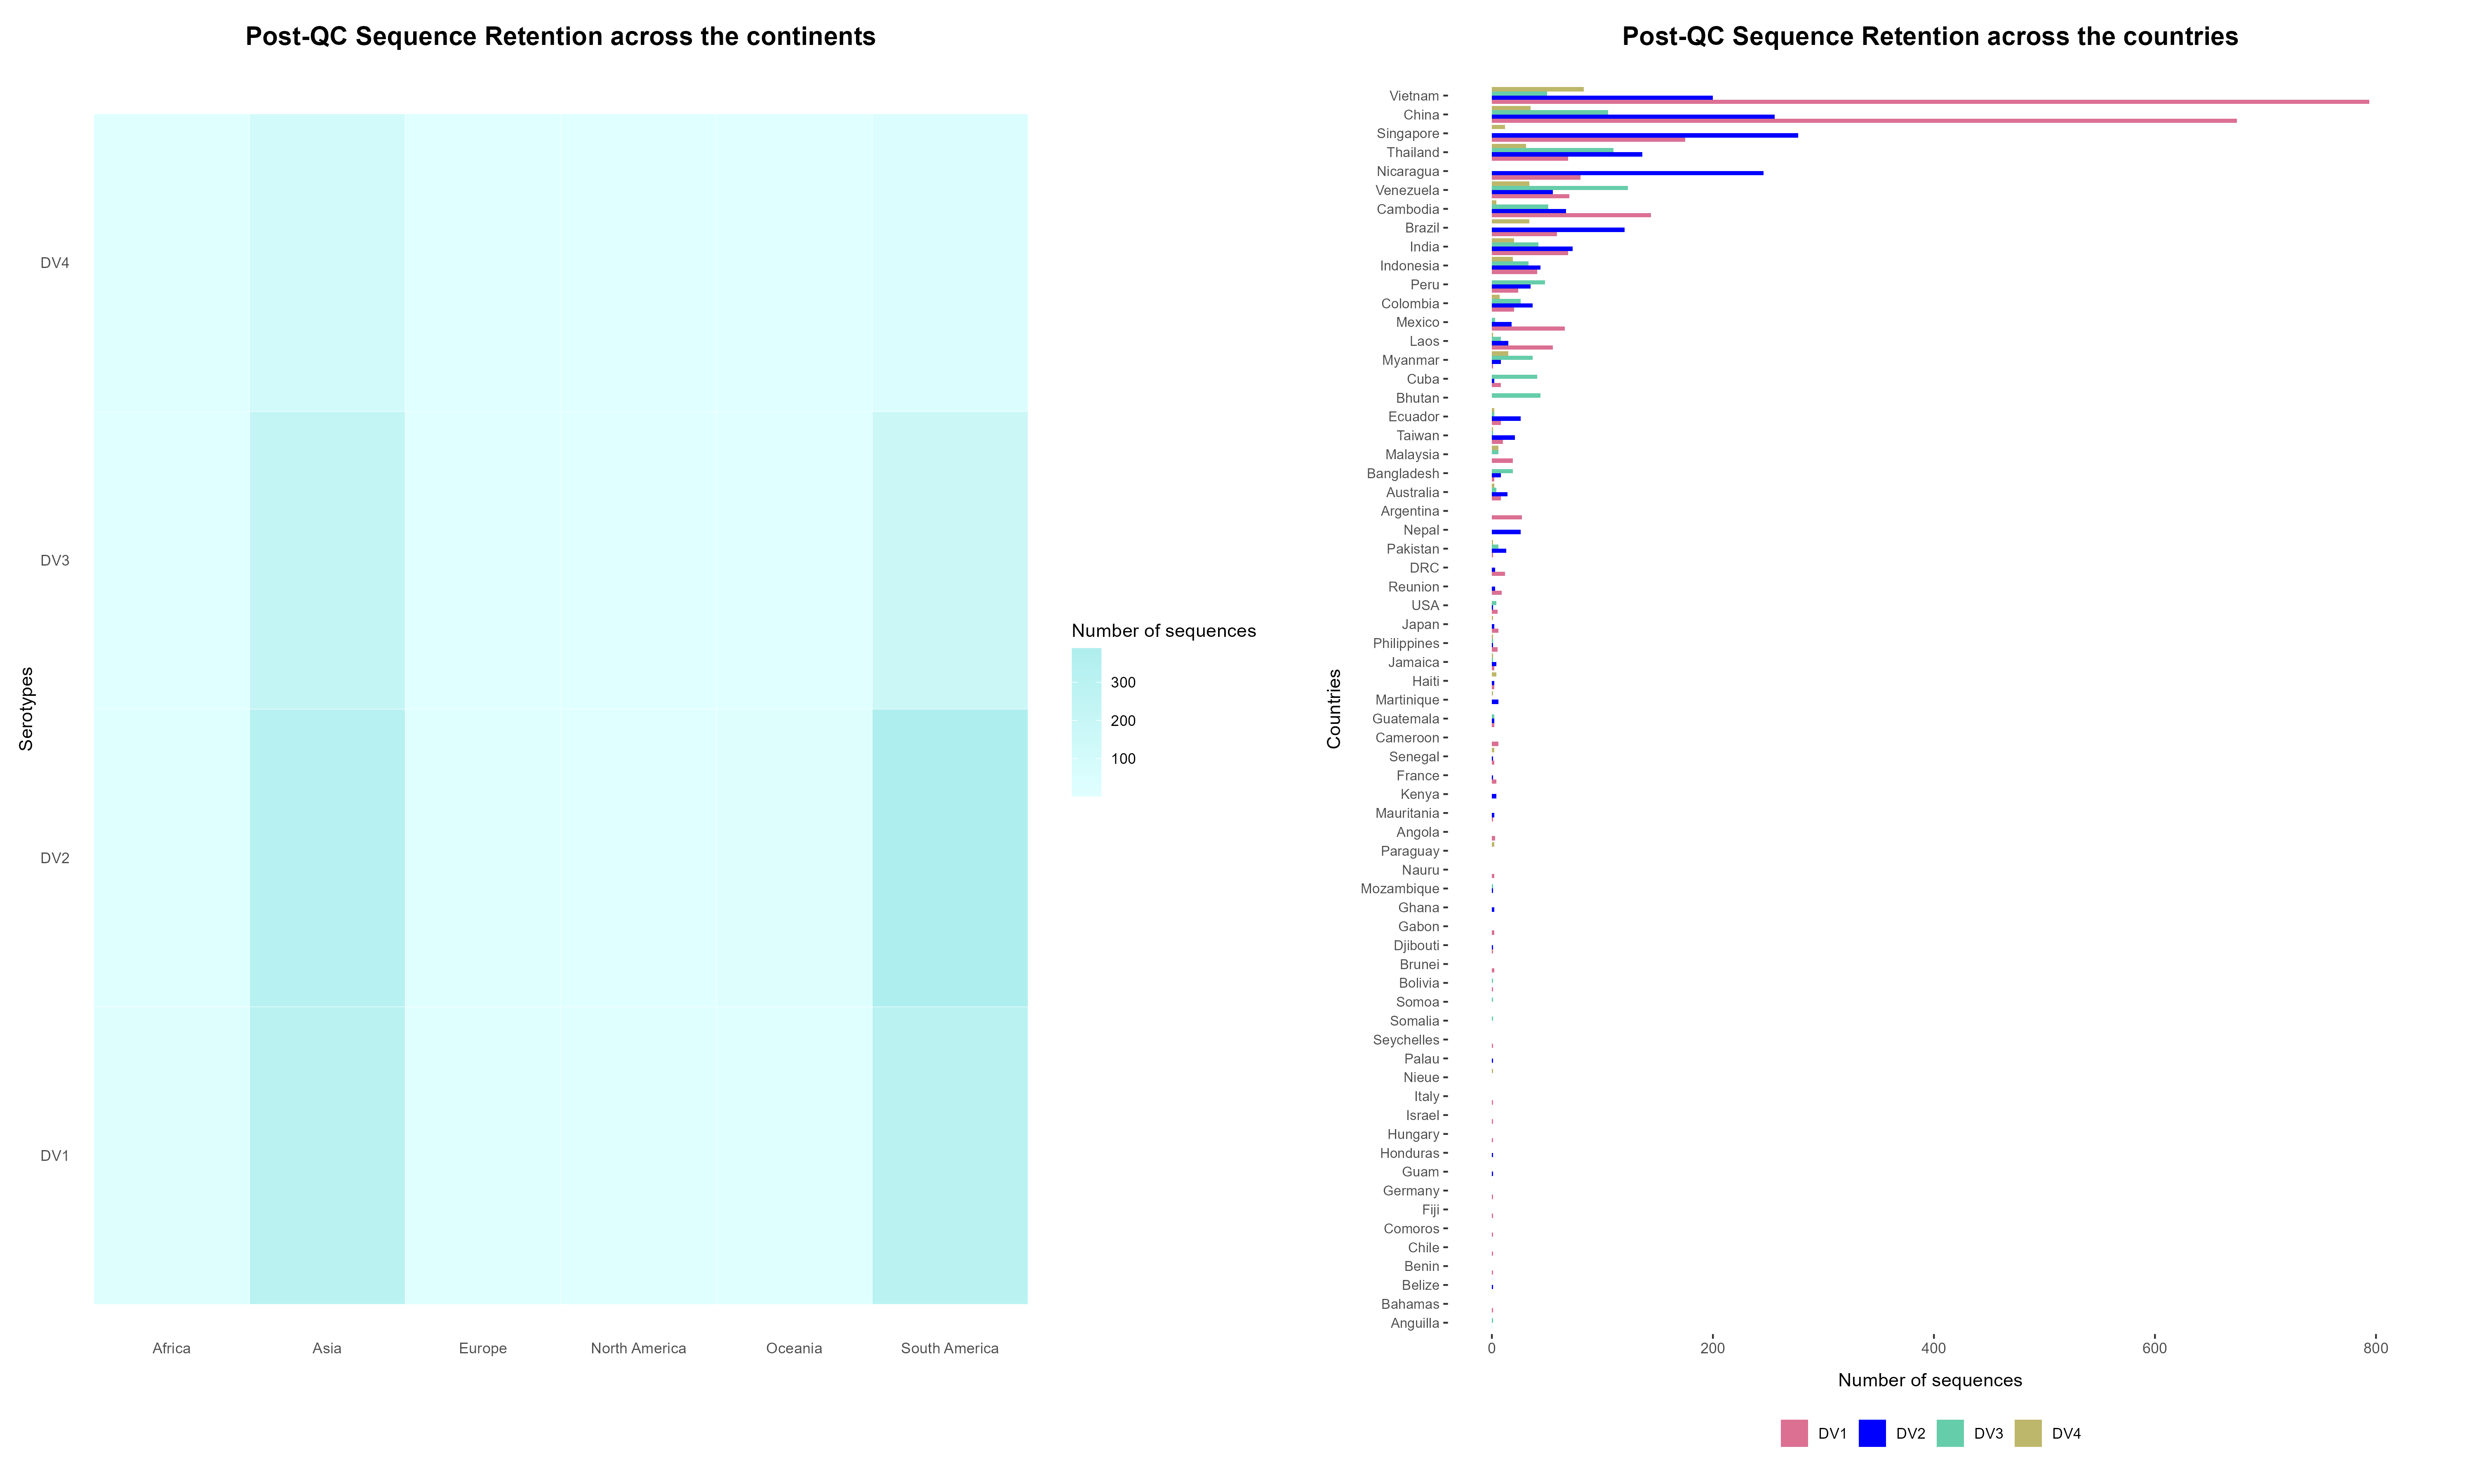 Post-QC Sequence Retention across the continents
Serotypes
DV4
DV3
DV2
DV1
Africa
Asia
Europe
North America
Oceania
South America
Number of sequences
300
200
100
Post-QC Sequence Retention across the countries
Countries
Vietnam
China
Singapore
Thailand
Nicaragua
Venezuela
Cambodia
Brazil
India
Indonesia
Peru
Colombia
Mexico
Laos
Myanmar
Cuba
Bhutan
Ecuador
Taiwan
Malaysia
Bangladesh
Australia
Argentina
Nepal
Pakistan
DRC
Reunion
USA
Japan
Philippines
Jamaica
Haiti
Martinique
Guatemala
Cameroon
Senegal
France
Kenya
Mauritania
Angola
Paraguay
Nauru
Mozambique
Ghana
Gabon
Djibouti
Brunei
Bolivia
Somoa
Somalia
Seychelles
Palau
Nieue
Italy
Israel
Hungary
Honduras
Guam
Germany
Fiji
Comoros
Chile
Benin
Belize
Bahamas
Anguilla
0
200
400
600
800
Number of sequences
DV1
DV2
DV3
DV4